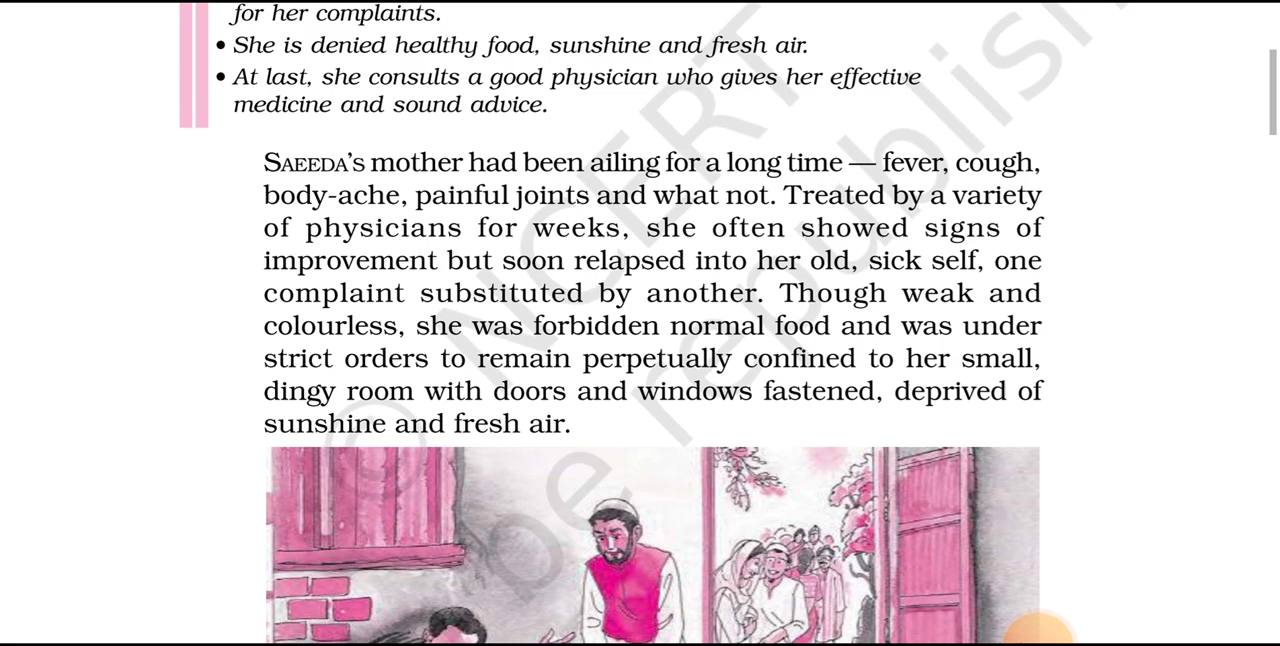 for her complaints.
• She is denied healthy food, sunshine and fresh air.
• At last, she consults a good physician who gives her effective
medicine and sound advice.
SAEEDA'S mother had been ailing for a long time — fever, cough,
body-ache, painful joints and what not. Treated by a variety
of physicians for weeks, she often showed signs of
improvement but soon relapsed into her old, sick self, one
complaint substituted by another. Though weak and
colourless, she was forbidden normal food and was under
strict orders to remain perpetually confined to her small,
dingy room with doors and windows fastened, deprived of
sunshine and fresh air.
© NCERT
be republish